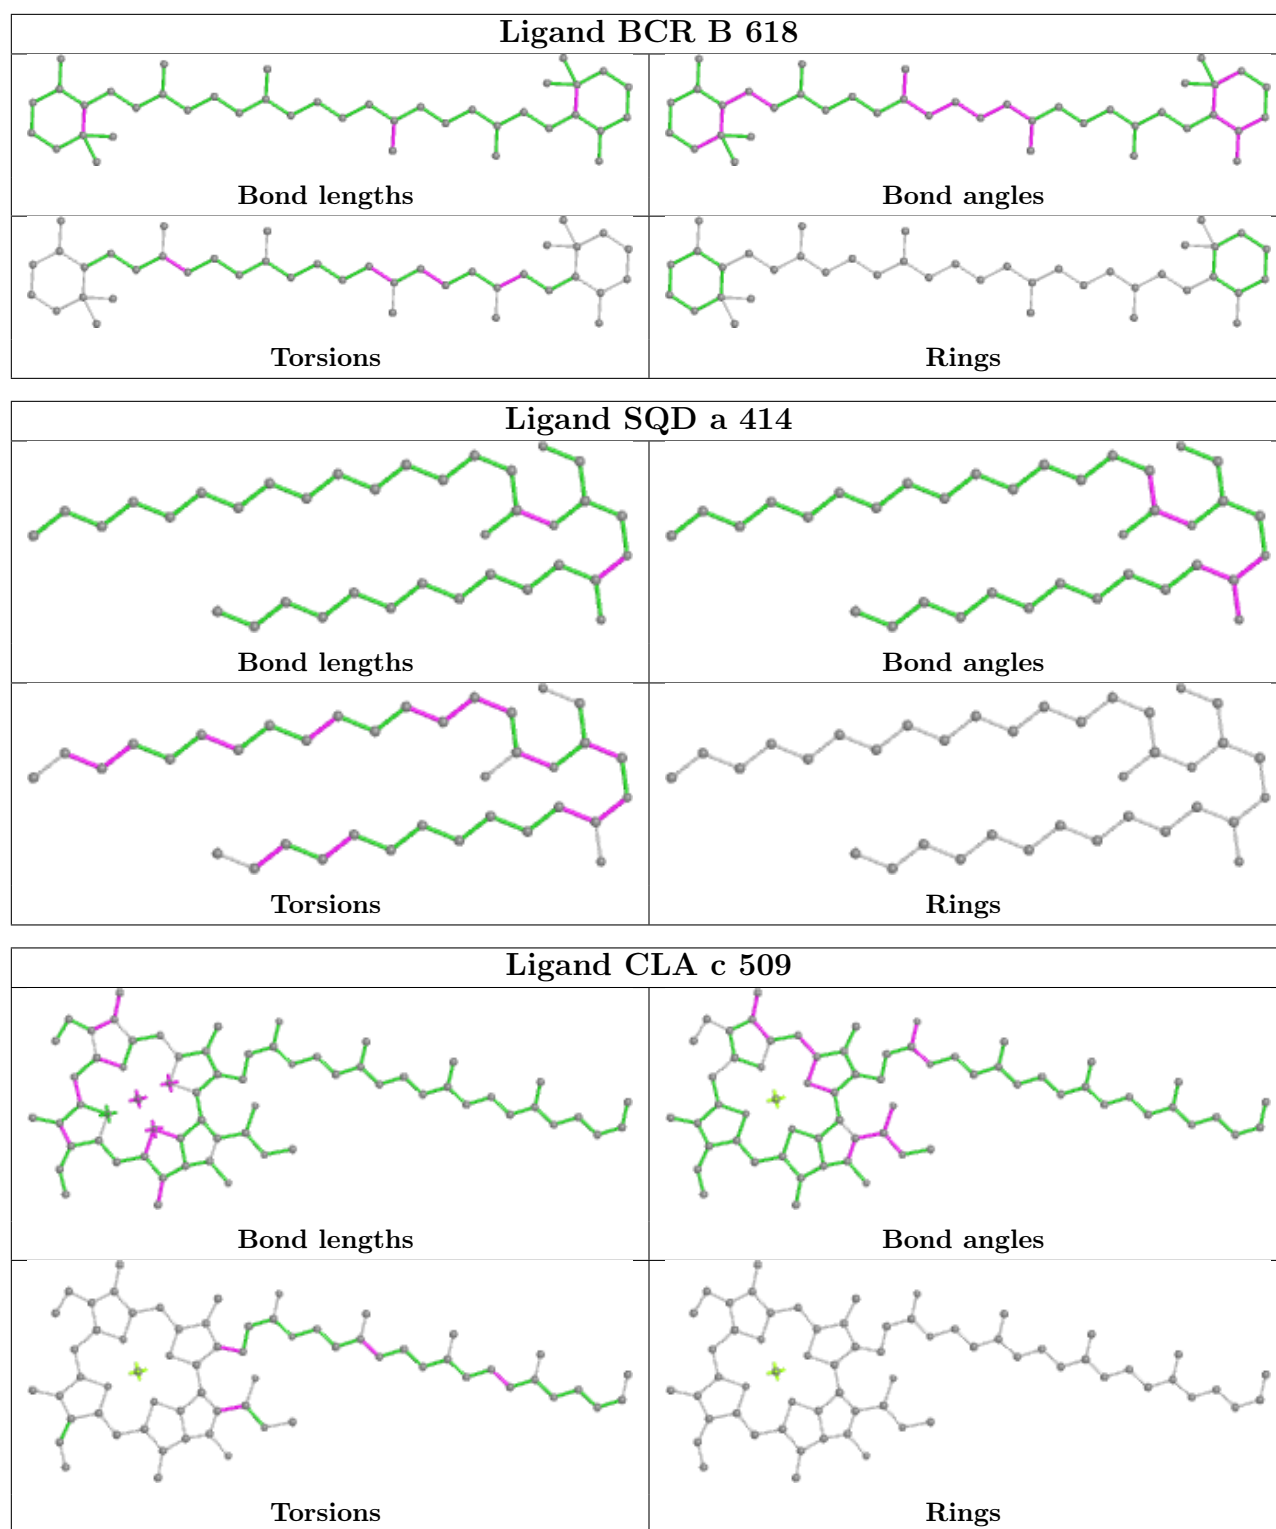 Ligand BCR B 618
Bond lengths
Bond angles
Torsions
Rings
Ligand SQD a 414
Bond lengths
Bond angles
Torsions
Rings
Ligand CLA c 509
Bond lengths
Bond angles
Torsions
Rings